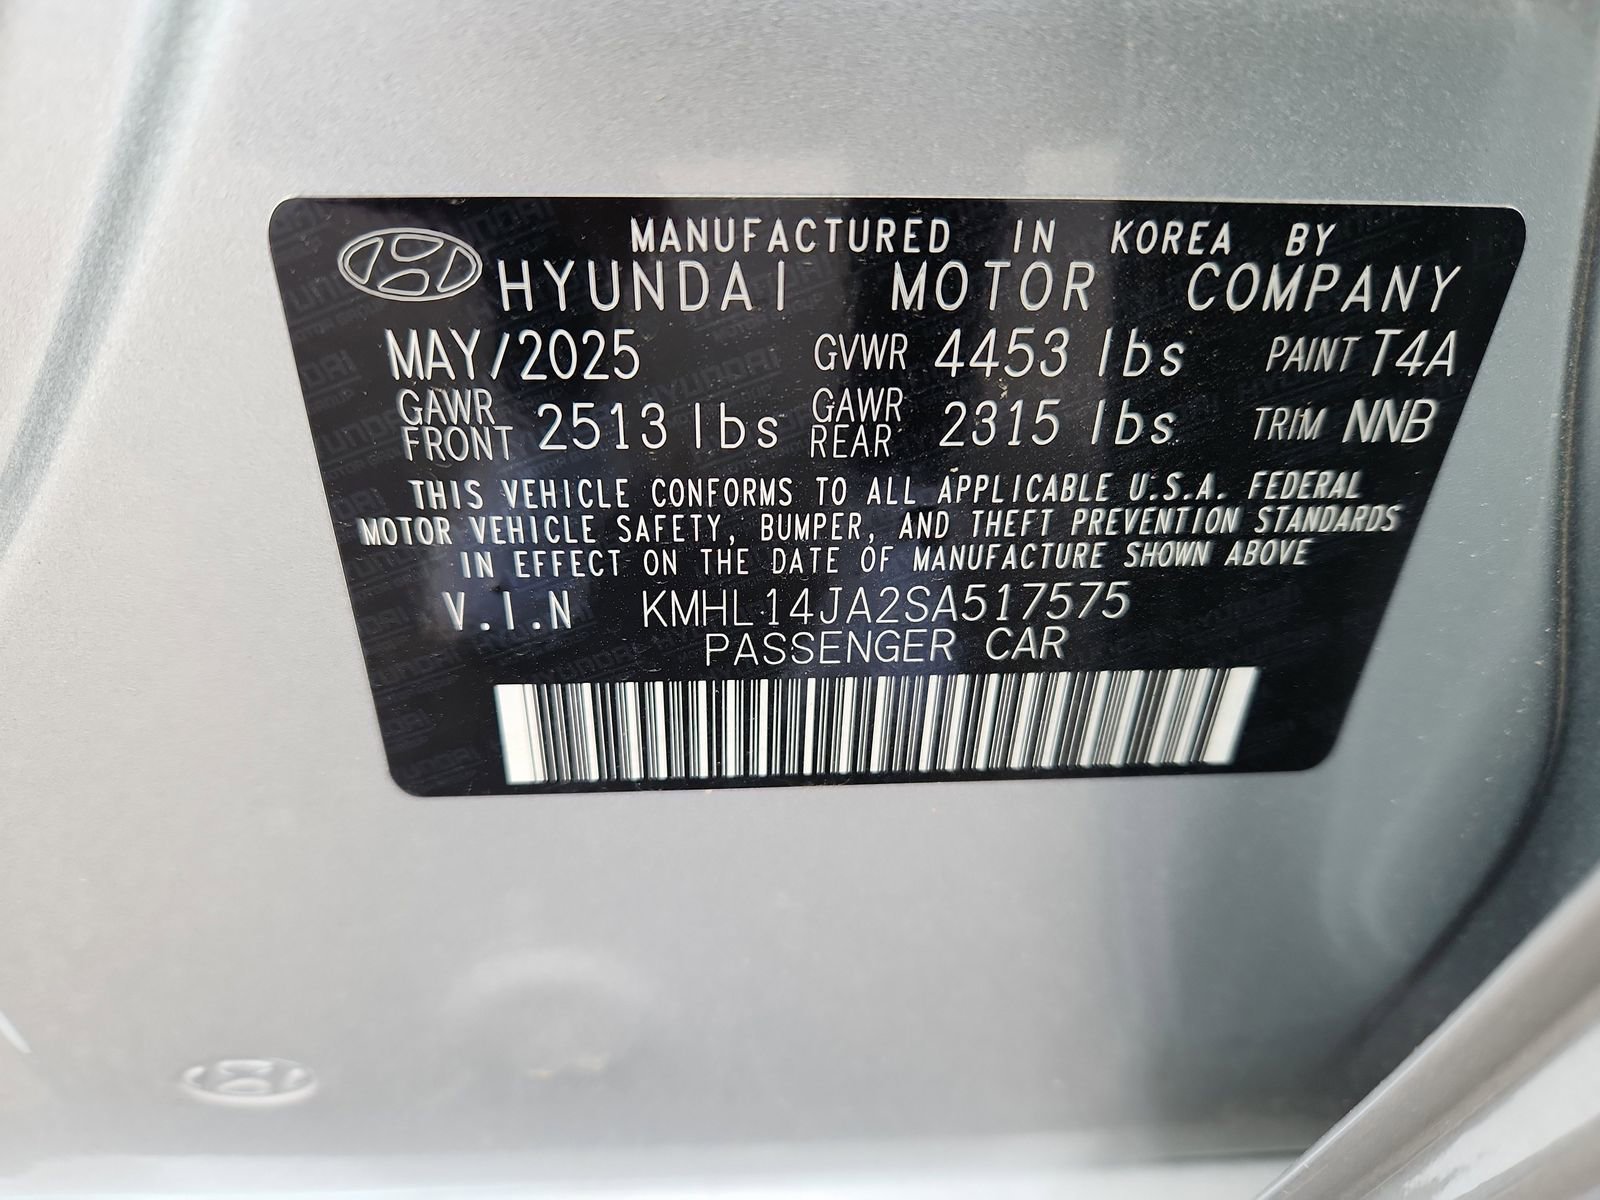 MANUFACTURED IN KOREA BY
HYUNDAI MOTOR COMPANY
MAY/2025 GVWR 4453 lbs PAINT T4A
GAWR FRONT 2513 lbs GAWR REAR 2315 lbs TRIM NNB
THIS VEHICLE CONFORMS TO ALL APPLICABLE U.S.A. FEDERAL
MOTOR VEHICLE SAFETY, BUMPER, AND THEFT PREVENTION STANDARDS
IN EFFECT ON THE DATE OF MANUFACTURE SHOWN ABOVE
V.I.N KMHL14JA2SA517575
PASSENGER CAR